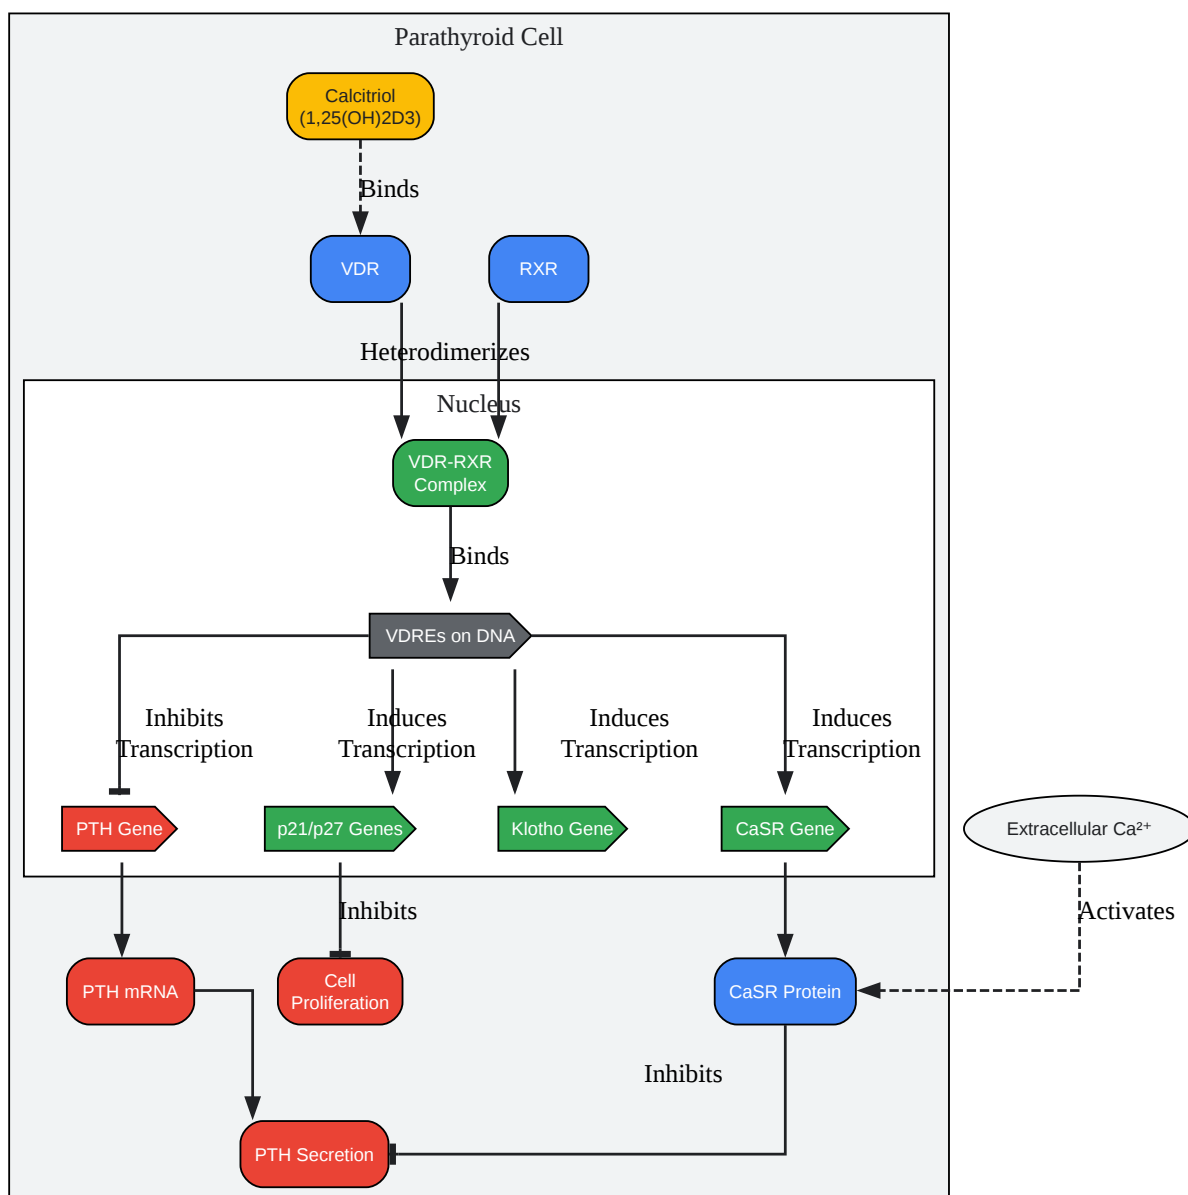 Parathyroid Cell
Calcitriol
(1,25(OH)2D3)
Binds
VDR
RXR
Heterodimerizes
Nucleus
VDR-RXR
Complex
Binds
VDREs on DNA
Inhibits
Transcription
Induces
Transcription
Induces
Transcription
Induces
Transcription
PTH Gene
p21/p27 Genes
Klotho Gene
CaSR Gene
Extracellular Ca²⁺
Inhibits
Activates
PTH mRNA
Cell
Proliferation
CaSR Protein
Inhibits
PTH Secretion